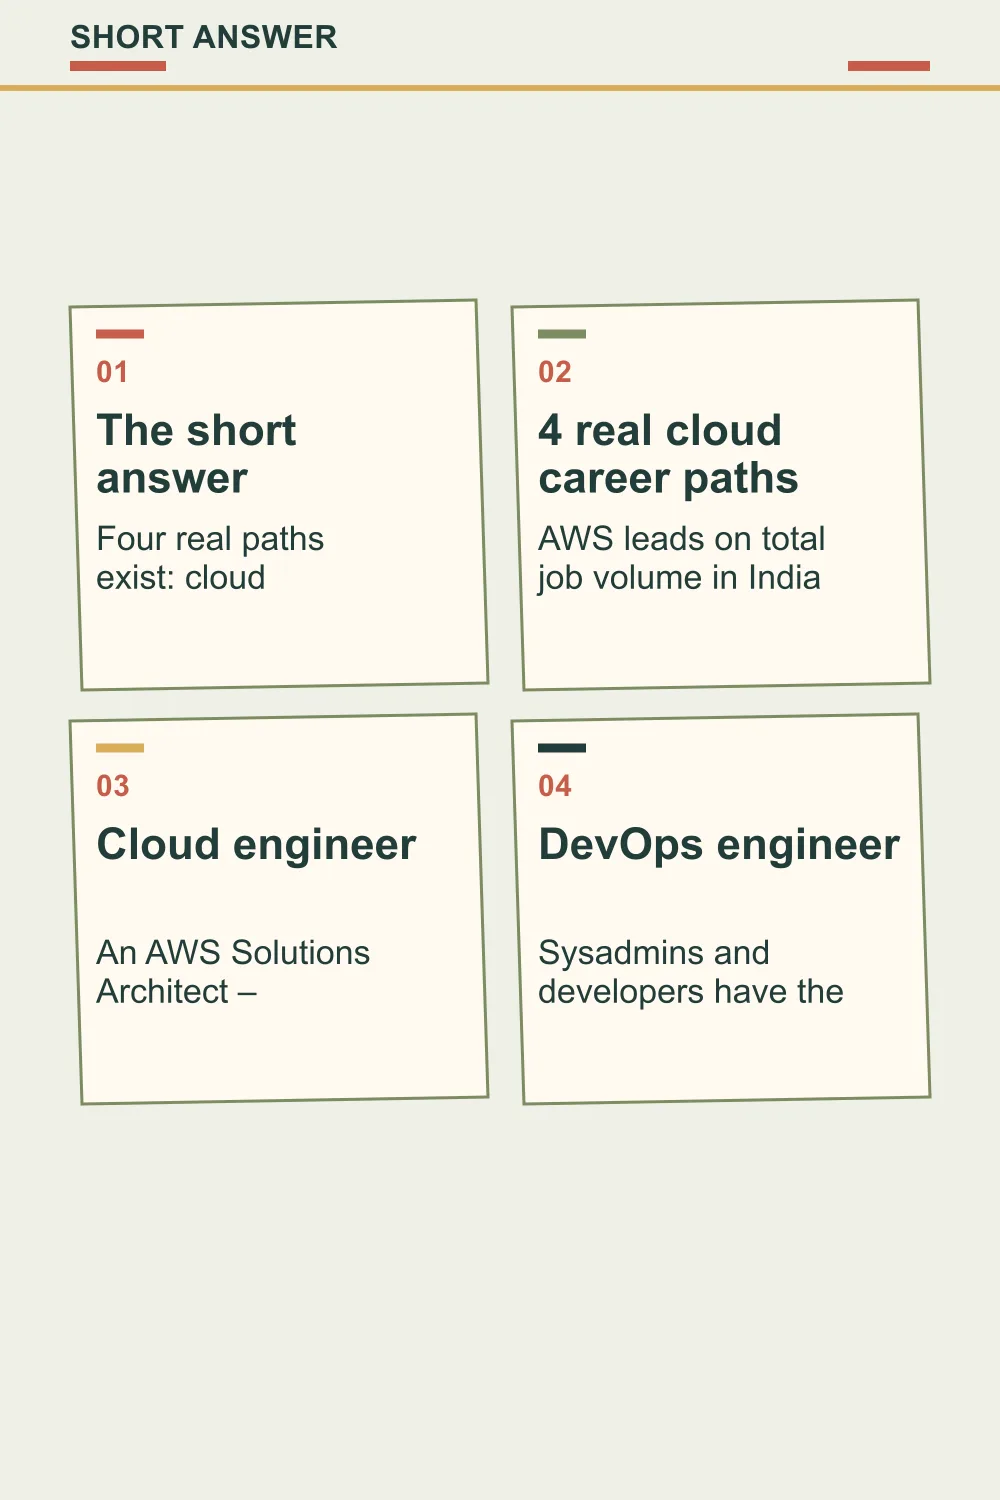 SHORT ANSWER
01
The short
answer
Four real paths
exist: cloud
02
4 real cloud
career paths
AWS leads on total
job volume in India
03
Cloud engineer
An AWS Solutions
Architect –
04
DevOps engineer
Sysadmins and
developers have the